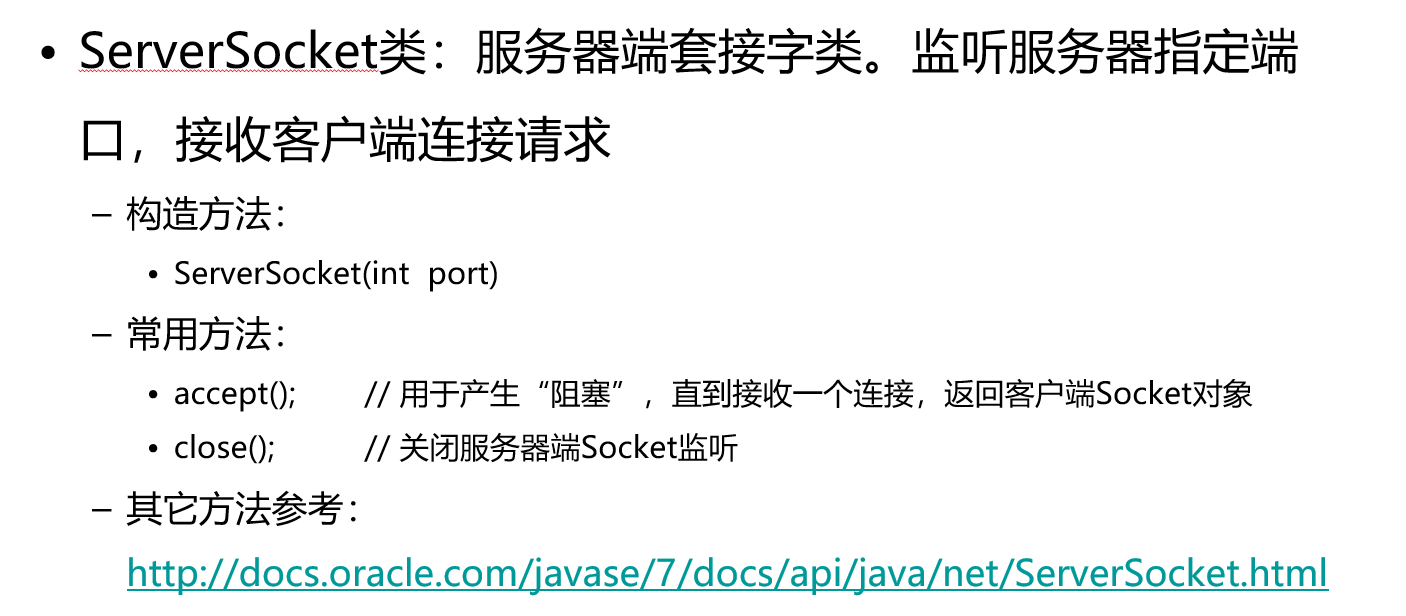 • ServerSocket类：服务器端套接字类。监听服务器指定端
口，接收客户端连接请求
– 构造方法：
• ServerSocket(int  port)
– 常用方法：
• accept();  // 用于产生“阻塞”，直到接收一个连接，返回客户端Socket对象
• close();  // 关闭服务器端Socket监听
– 其它方法参考：
http://docs.oracle.com/javase/7/docs/api/java/net/ServerSocket.html